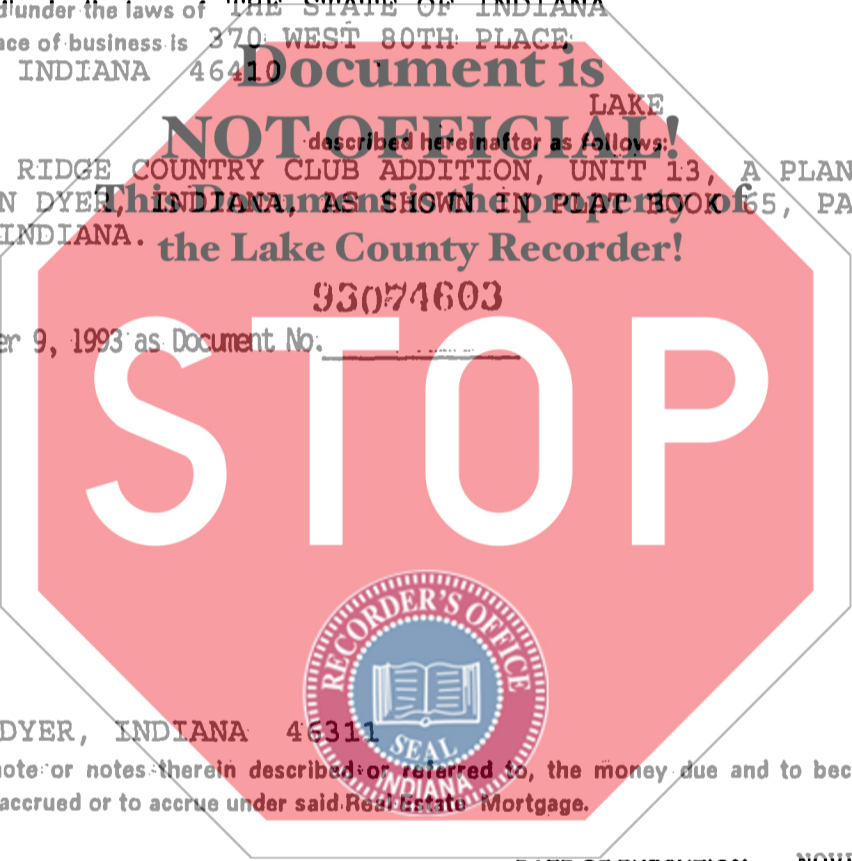 under the laws of THE STATE OF INDIANA
ace of business is 370 WEST 80TH PLACE
INDIANA 46410
Document is
LAKE
NOT OFFICIAL!
described hereinafter as follows:
RIDGE COUNTRY CLUB ADDITION, UNIT 13, A PLAN
N DYER, INDIANA, AS SHOWN IN PLAT BOOK 65, PA
This Document is the property of
INDIANA.
the Lake County Recorder!
93074603
er 9, 1993 as Document No.
STOP
RECORDER'S OFFICE
SEAL
INDIANA
DYER, INDIANA 46311
note or notes therein described or referred to, the money due and to bec
accrued or to accrue under said Real Estate Mortgage.